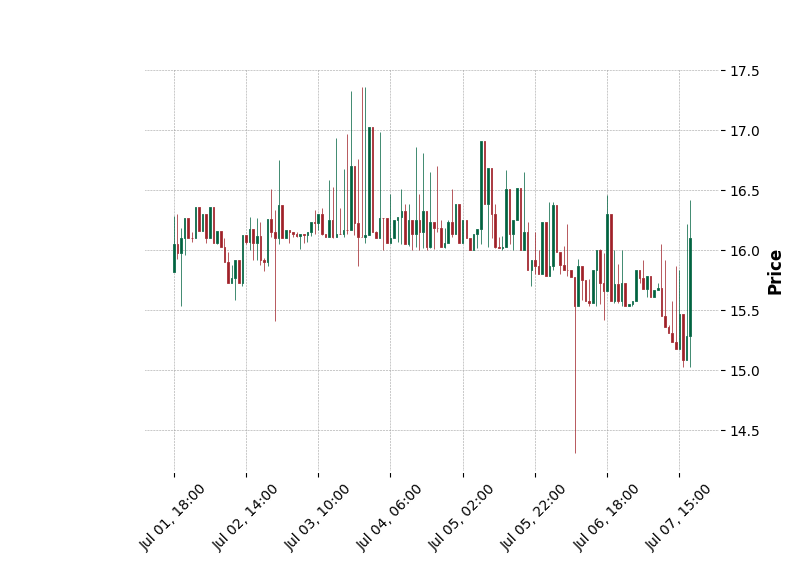 17.5
17.0
16.5
16.0
15.5
15.0
14.5
Price
Jul 01, 18:00
Jul 02, 14:00
Jul 03, 10:00
Jul 04, 06:00
Jul 05, 02:00
Jul 05, 22:00
Jul 06, 18:00
Jul 07, 15:00